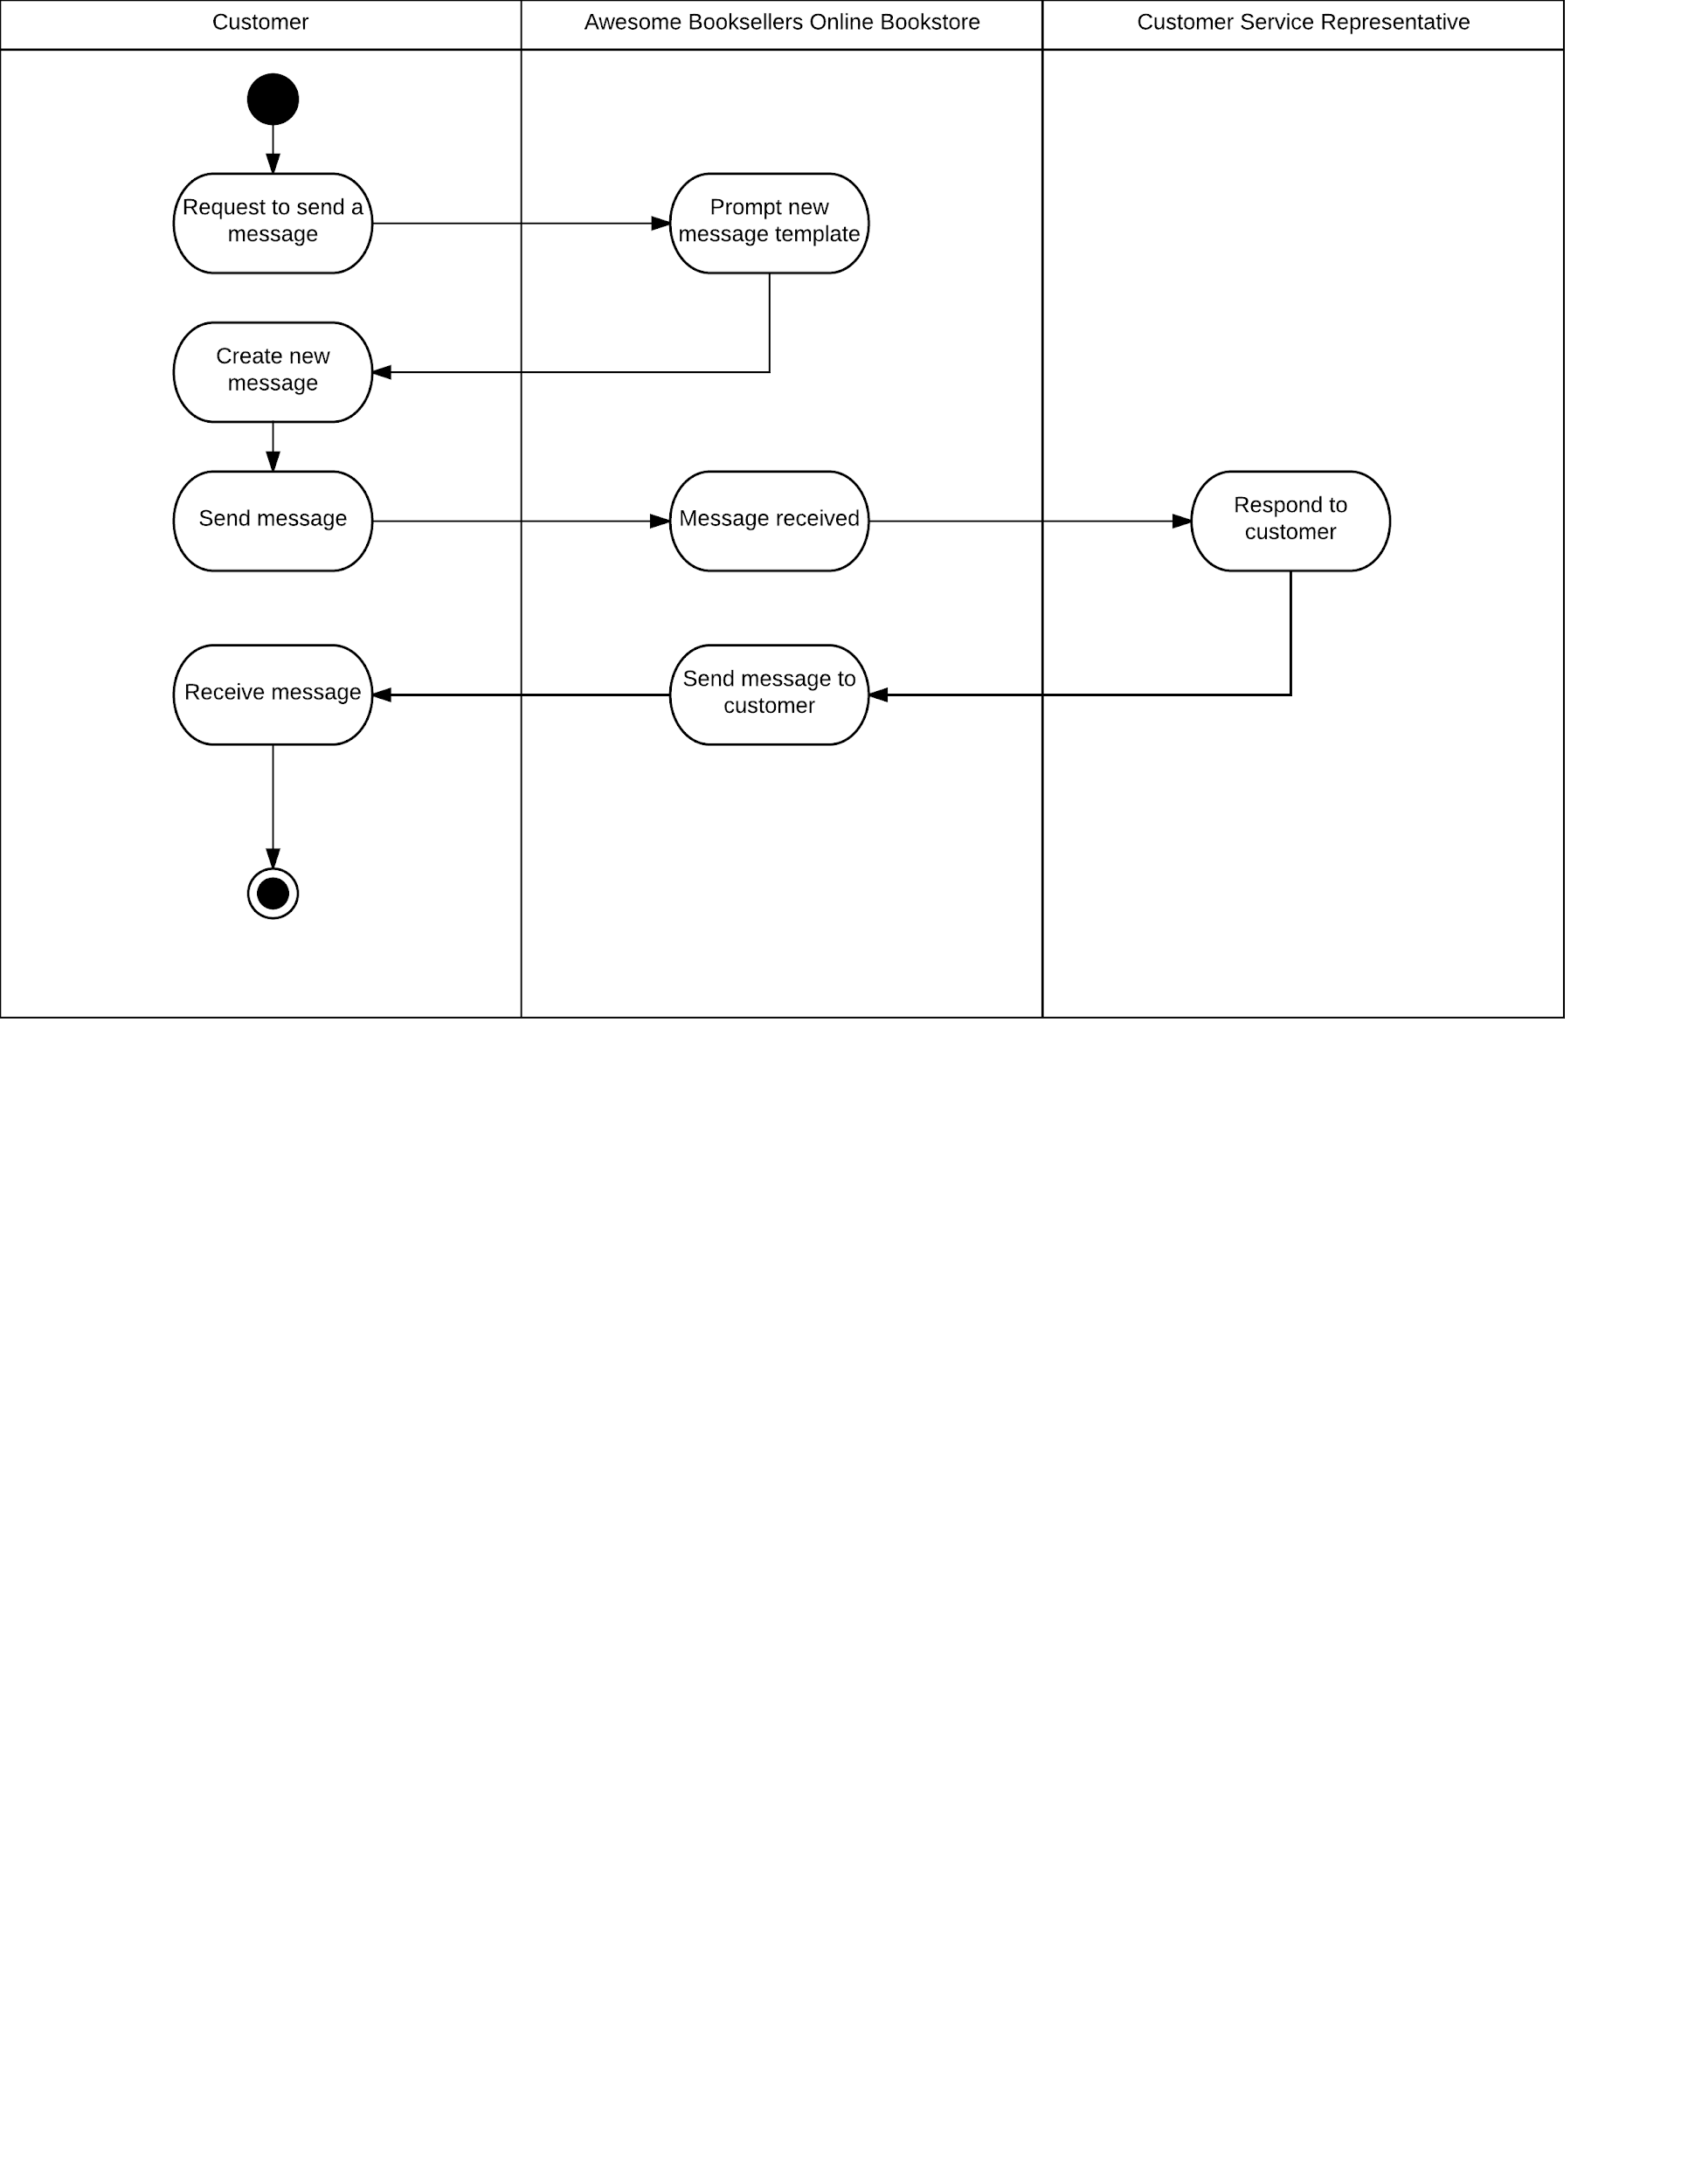 Customer
Awesome Booksellers Online Bookstore
Customer Service Representative
Request to send a
message
Prompt new
message template
Create new
message
Send message
Message received
Respond to
customer
Receive message
Send message to
customer